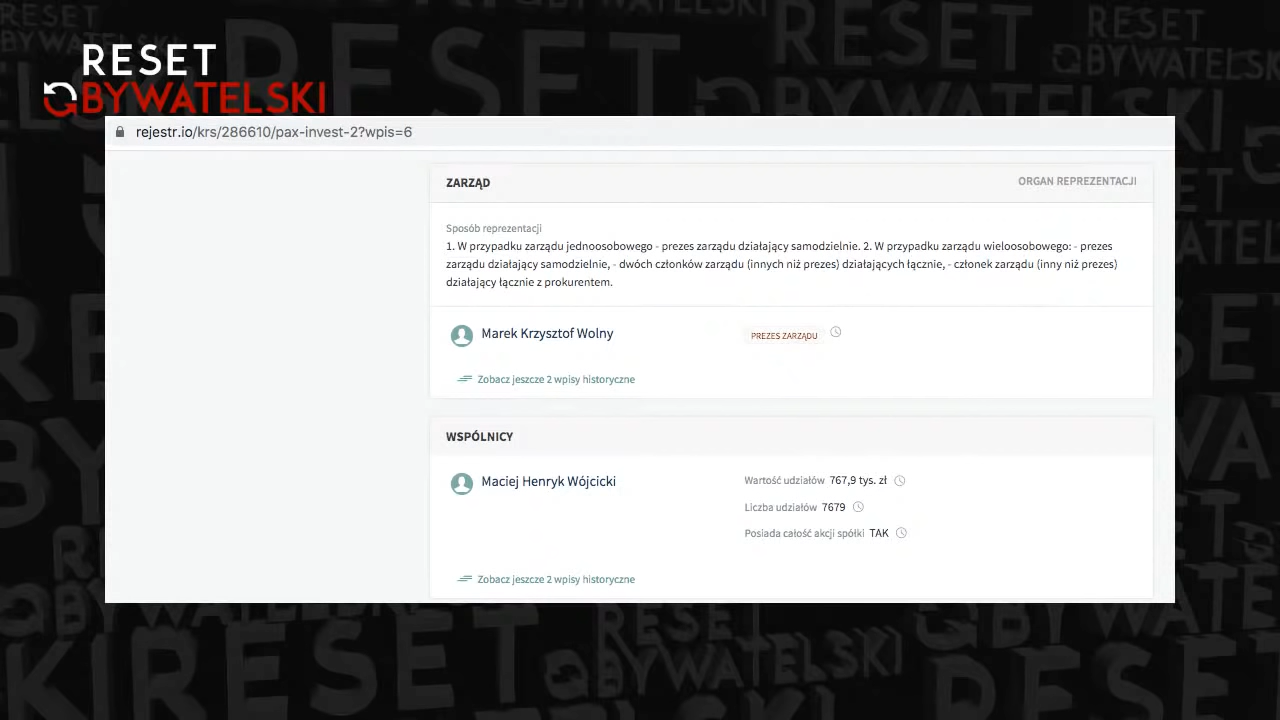 RESET
OBYWATELSKI
rejestr.io/krs/286610/pax-invest-2?wpis=6
ZARZĄD
ORGAN REPREZENTACJI
Sposób reprezentacji
1. W przypadku zarządu jednoosobowego - prezes zarządu działający samodzielnie. 2. W przypadku zarządu wieloosobowego: - prezes
zarządu działający samodzielnie, - dwóch członków zarządu (innych niż prezes) działających łącznie, - członek zarządu (inny niż prezes)
działający łącznie z prokurentem.
Marek Krzysztof Wolny
PREZES ZARZĄDU
Zobacz jeszcze 2 wpisy historyczne
WSPÓLNICY
Maciej Henryk Wójcicki
Wartość udziałów 767,9 tys. zł
Liczba udziałów 7679
Posiada całość akcji spółki TAK
Zobacz jeszcze 2 wpisy historyczne